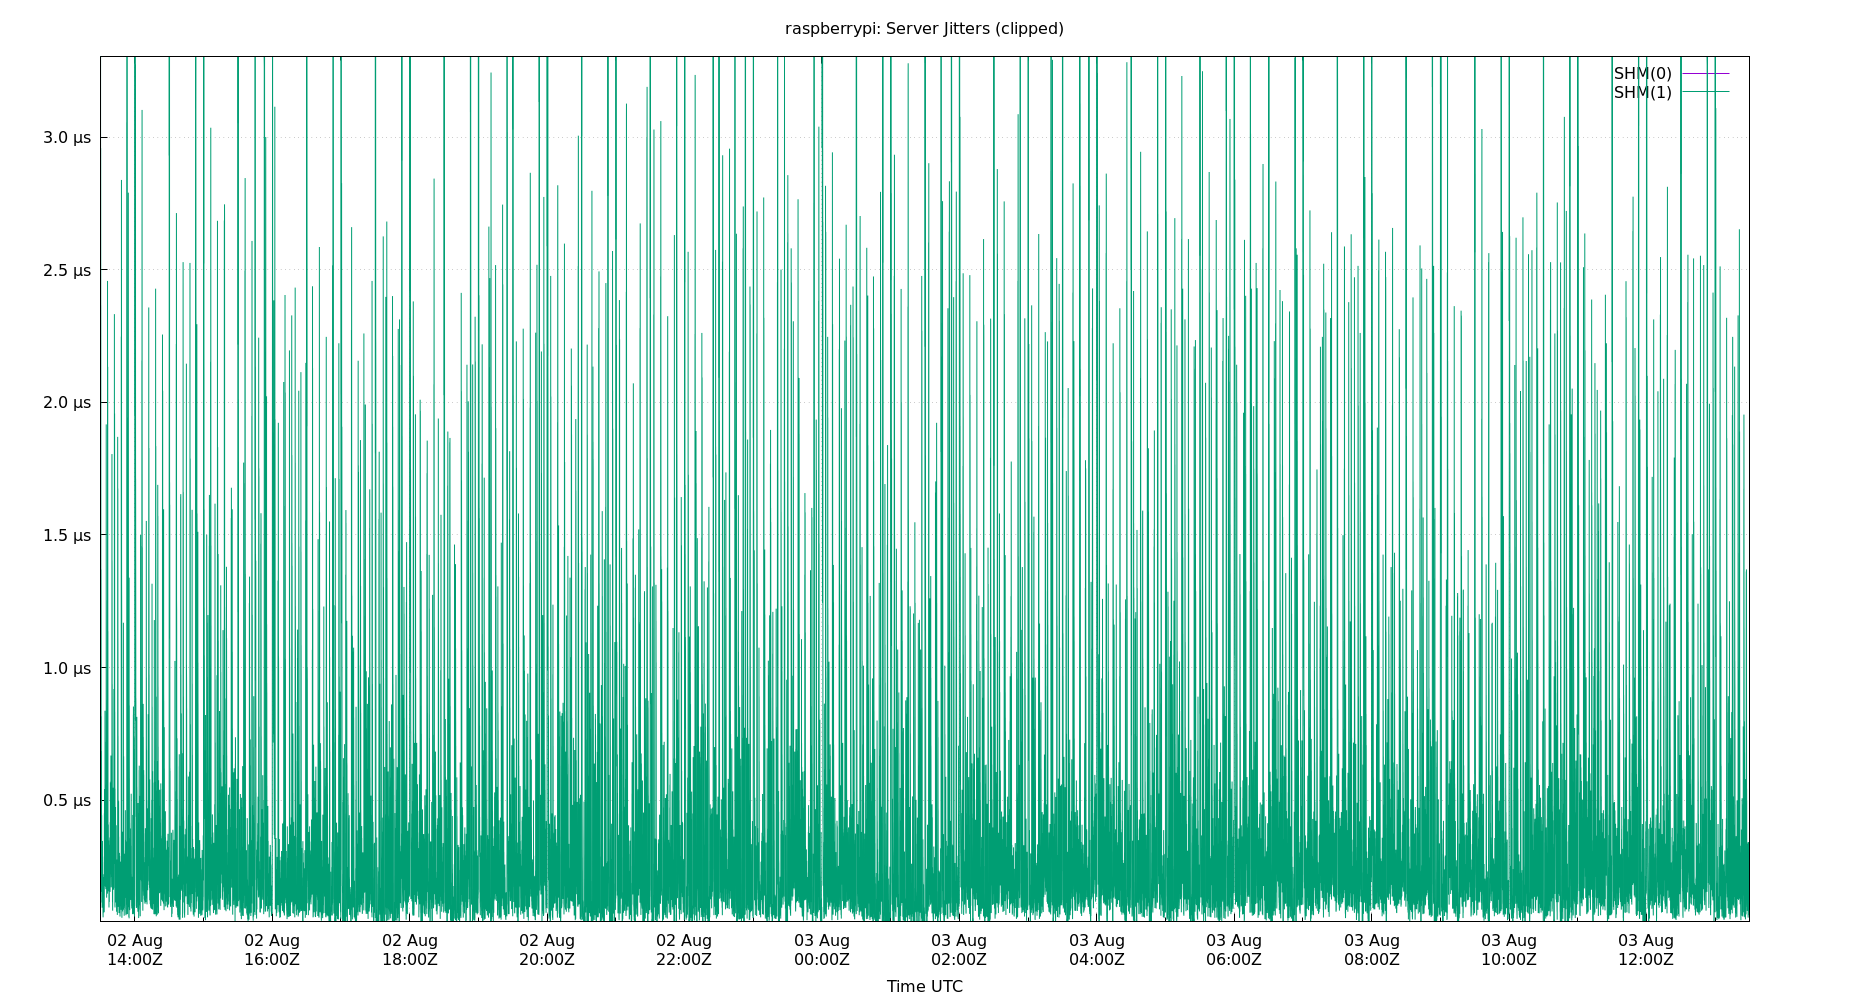 raspberrypi: Server Jitters (clipped)
SHM(0)
SHM(1)
3.0 µs
2.5 µs
2.0 µs
1.5 µs
1.0 µs
0.5 µs
02 Aug 02 Aug 02 Aug 02 Aug 02 Aug 03 Aug 03 Aug 03 Aug 03 Aug 03 Aug 03 Aug 03 Aug
14:00Z 16:00Z 18:00Z 20:00Z 22:00Z 00:00Z 02:00Z 04:00Z 06:00Z 08:00Z 10:00Z 12:00Z
Time UTC